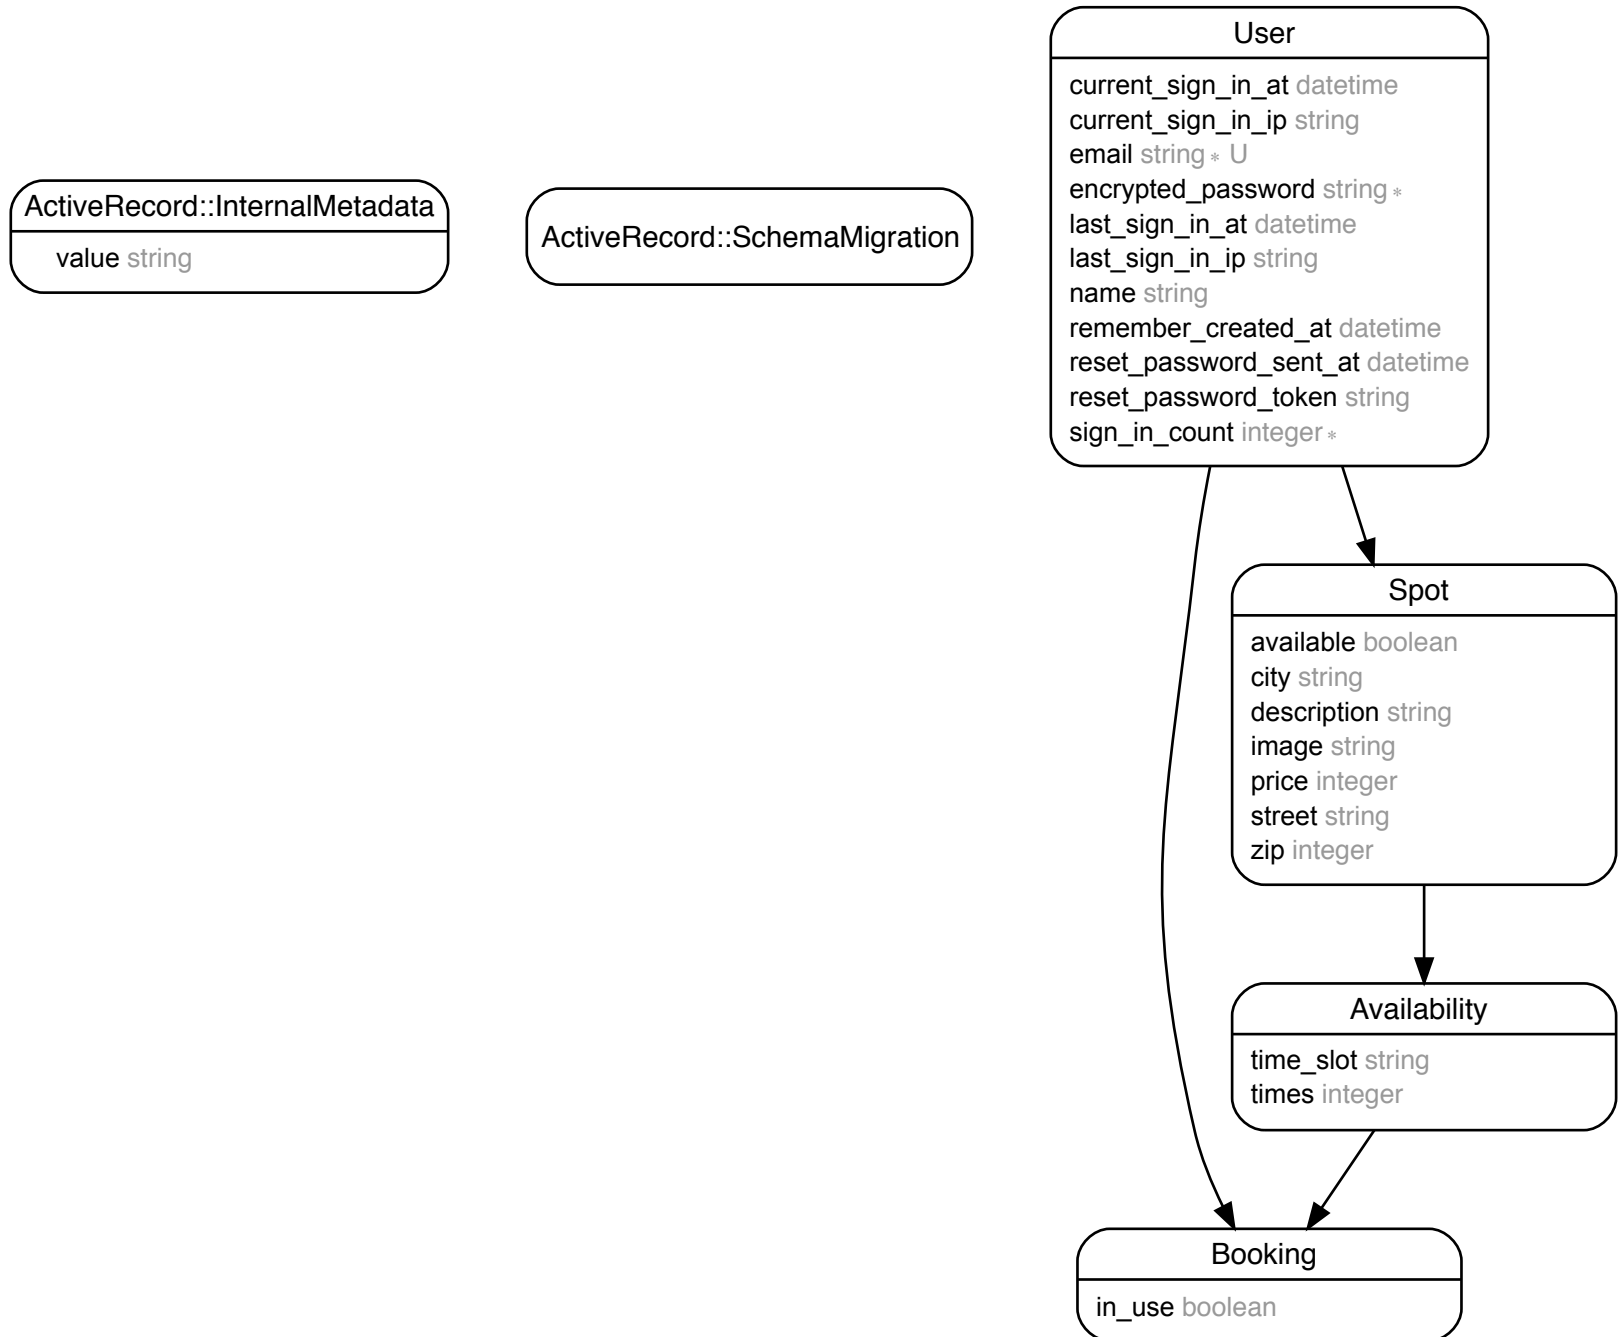 ActiveRecord::InternalMetadata
value string
ActiveRecord::SchemaMigration
User
current_sign_in_at datetime
current_sign_in_ip string
email string * U
encrypted_password string *
last_sign_in_at datetime
last_sign_in_ip string
name string
remember_created_at datetime
reset_password_sent_at datetime
reset_password_token string
sign_in_count integer *
Spot
available boolean
city string
description string
image string
price integer
street string
zip integer
Availability
time_slot string
times integer
Booking
in_use boolean